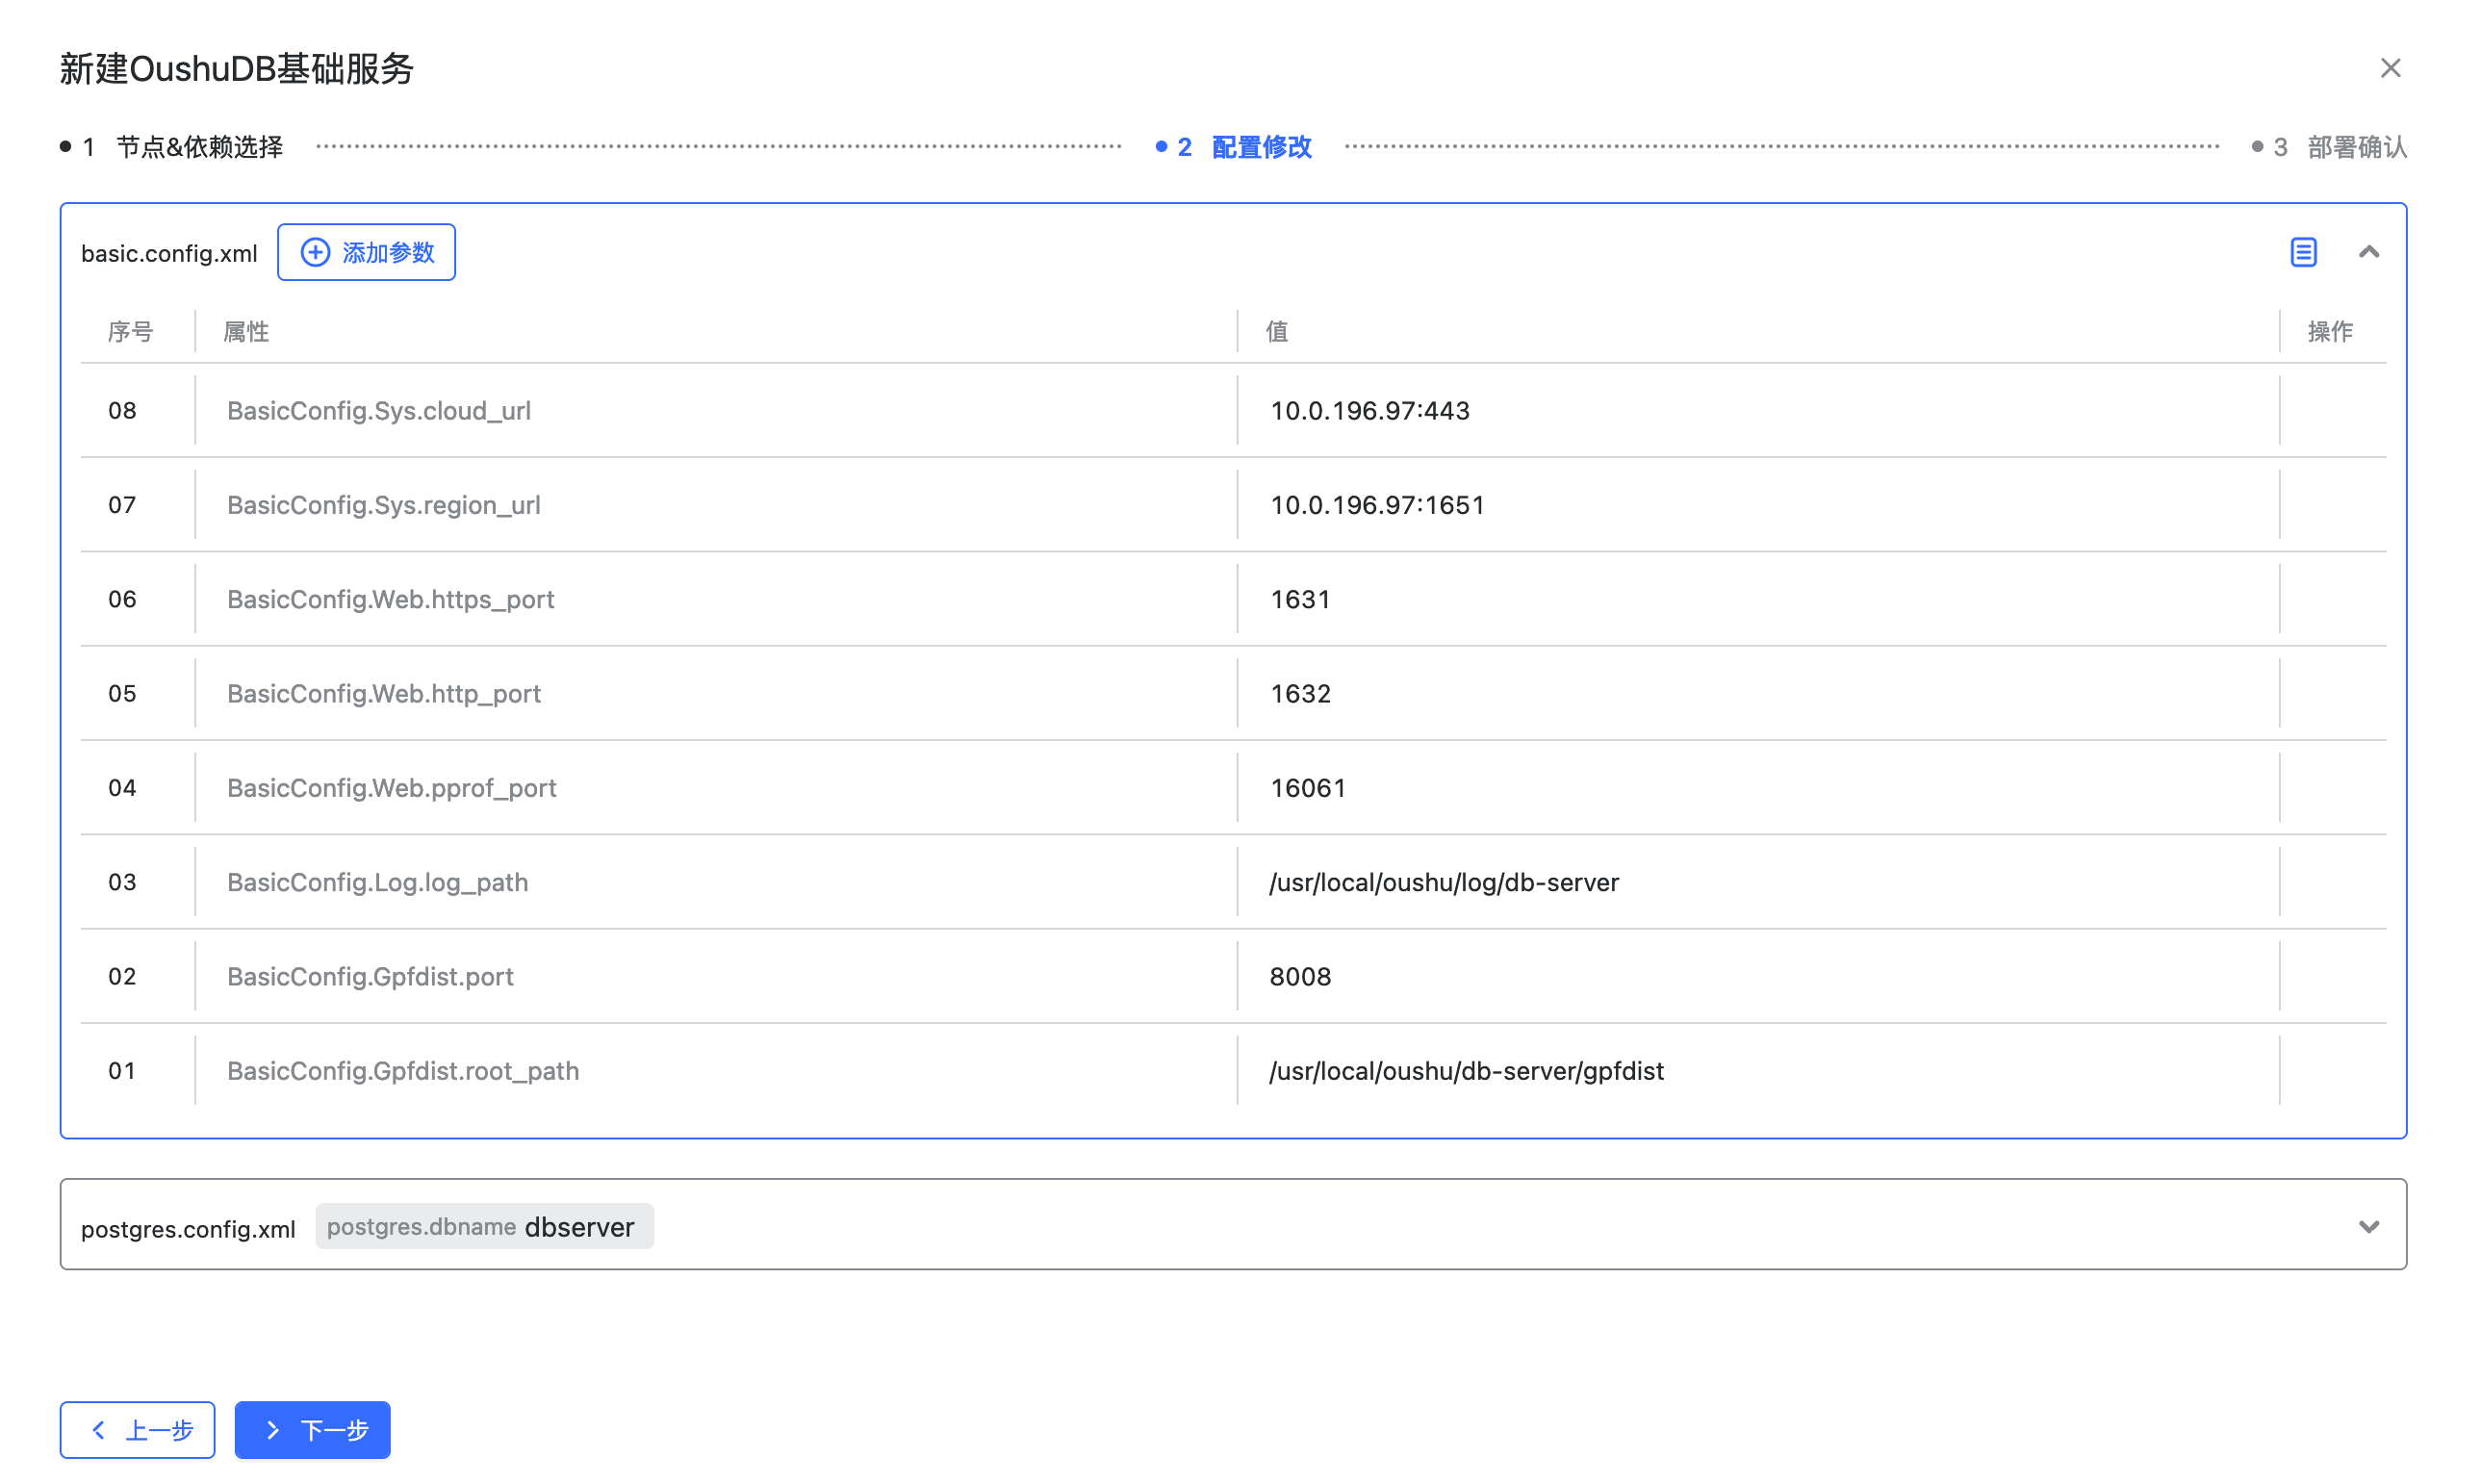 新建OushuDB基础服务
1 节点&依赖选择 2 配置修改 3 部署确认
basic.config.xml 添加参数
序号 属性 值 操作
08 BasicConfig.Sys.cloud_url 10.0.196.97:443
07 BasicConfig.Sys.region_url 10.0.196.97:1651
06 BasicConfig.Web.https_port 1631
05 BasicConfig.Web.http_port 1632
04 BasicConfig.Web.pprof_port 16061
03 BasicConfig.Log.log_path /usr/local/oushu/log/db-server
02 BasicConfig.Gpfdist.port 8008
01 BasicConfig.Gpfdist.root_path /usr/local/oushu/db-server/gpfdist
postgres.config.xml postgres.dbname dbserver
上一步 下一步